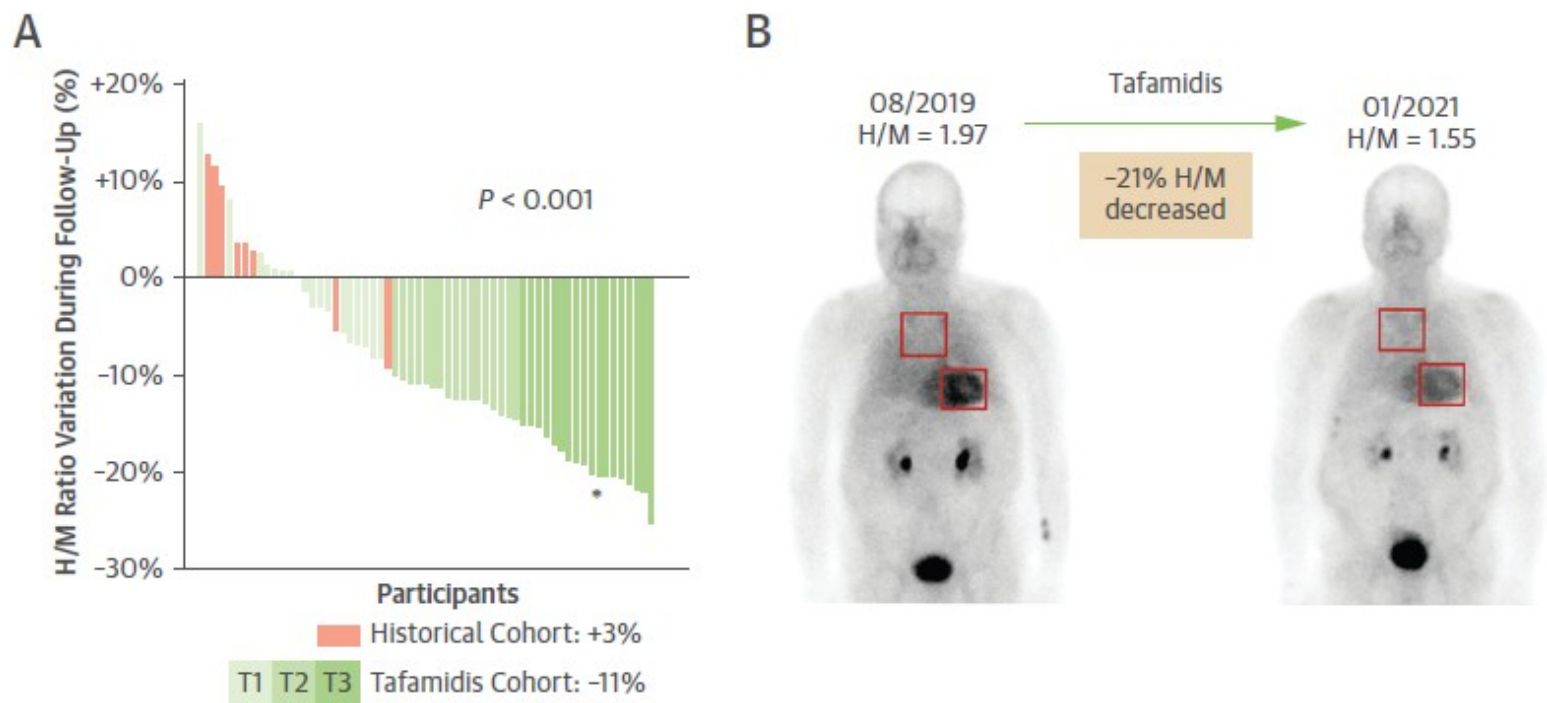 A
H/M Ratio Variation During Follow-Up (%)
+20%
+10%
0%
−10%
−20%
−30%
P < 0.001
*
Participants
Historical Cohort: +3%
T1 T2 T3 Tafamidis Cohort: −11%
B
08/2019
H/M = 1.97
Tafamidis
−21% H/M
decreased
01/2021
H/M = 1.55